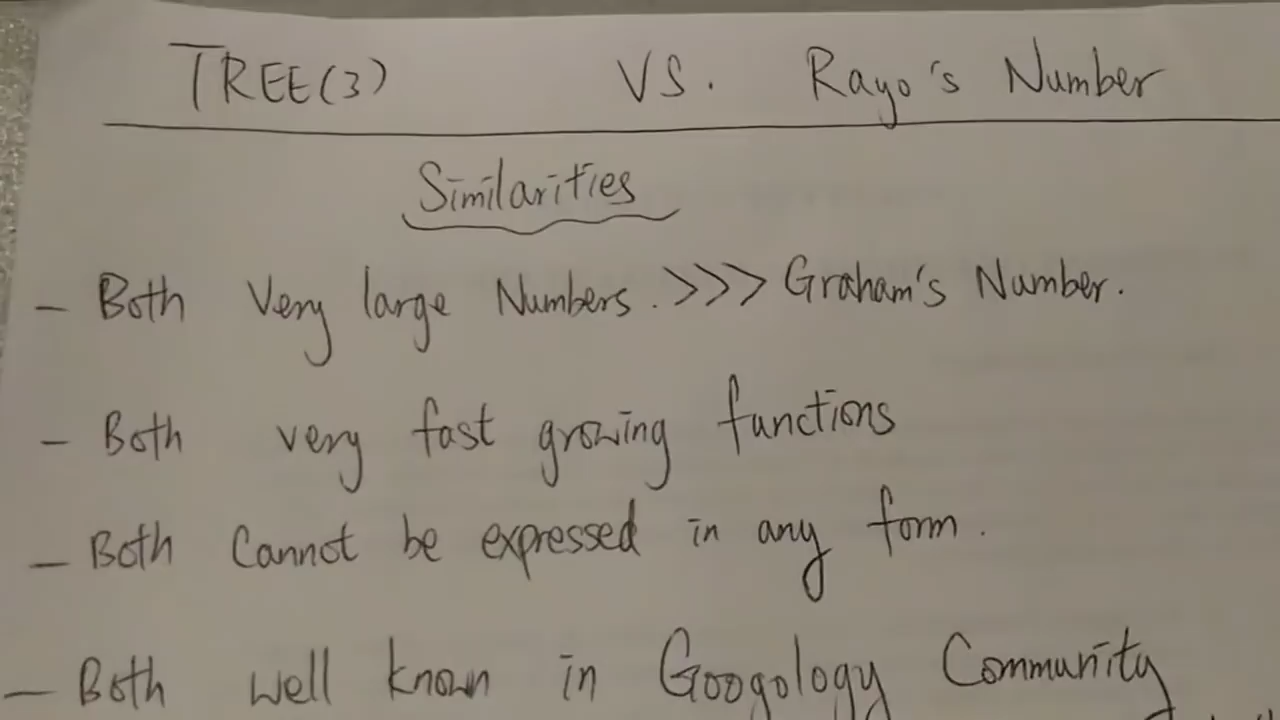 TREE(3) VS. Rayo's Number
Similarities
- Both Very large Numbers. >>> Graham's Number.
- Both very fast growing functions
- Both Cannot be expressed in any form.
- Both well known in Googology Community